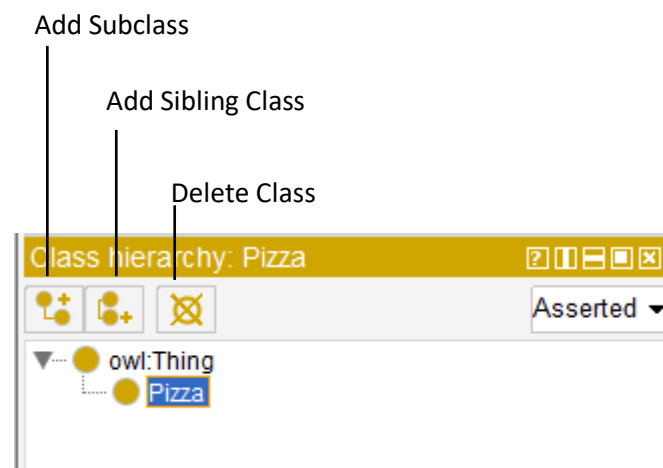 Add Subclass
Add Sibling Class
Delete Class
Class hierarchy: Pizza
Asserted
owl:Thing
Pizza